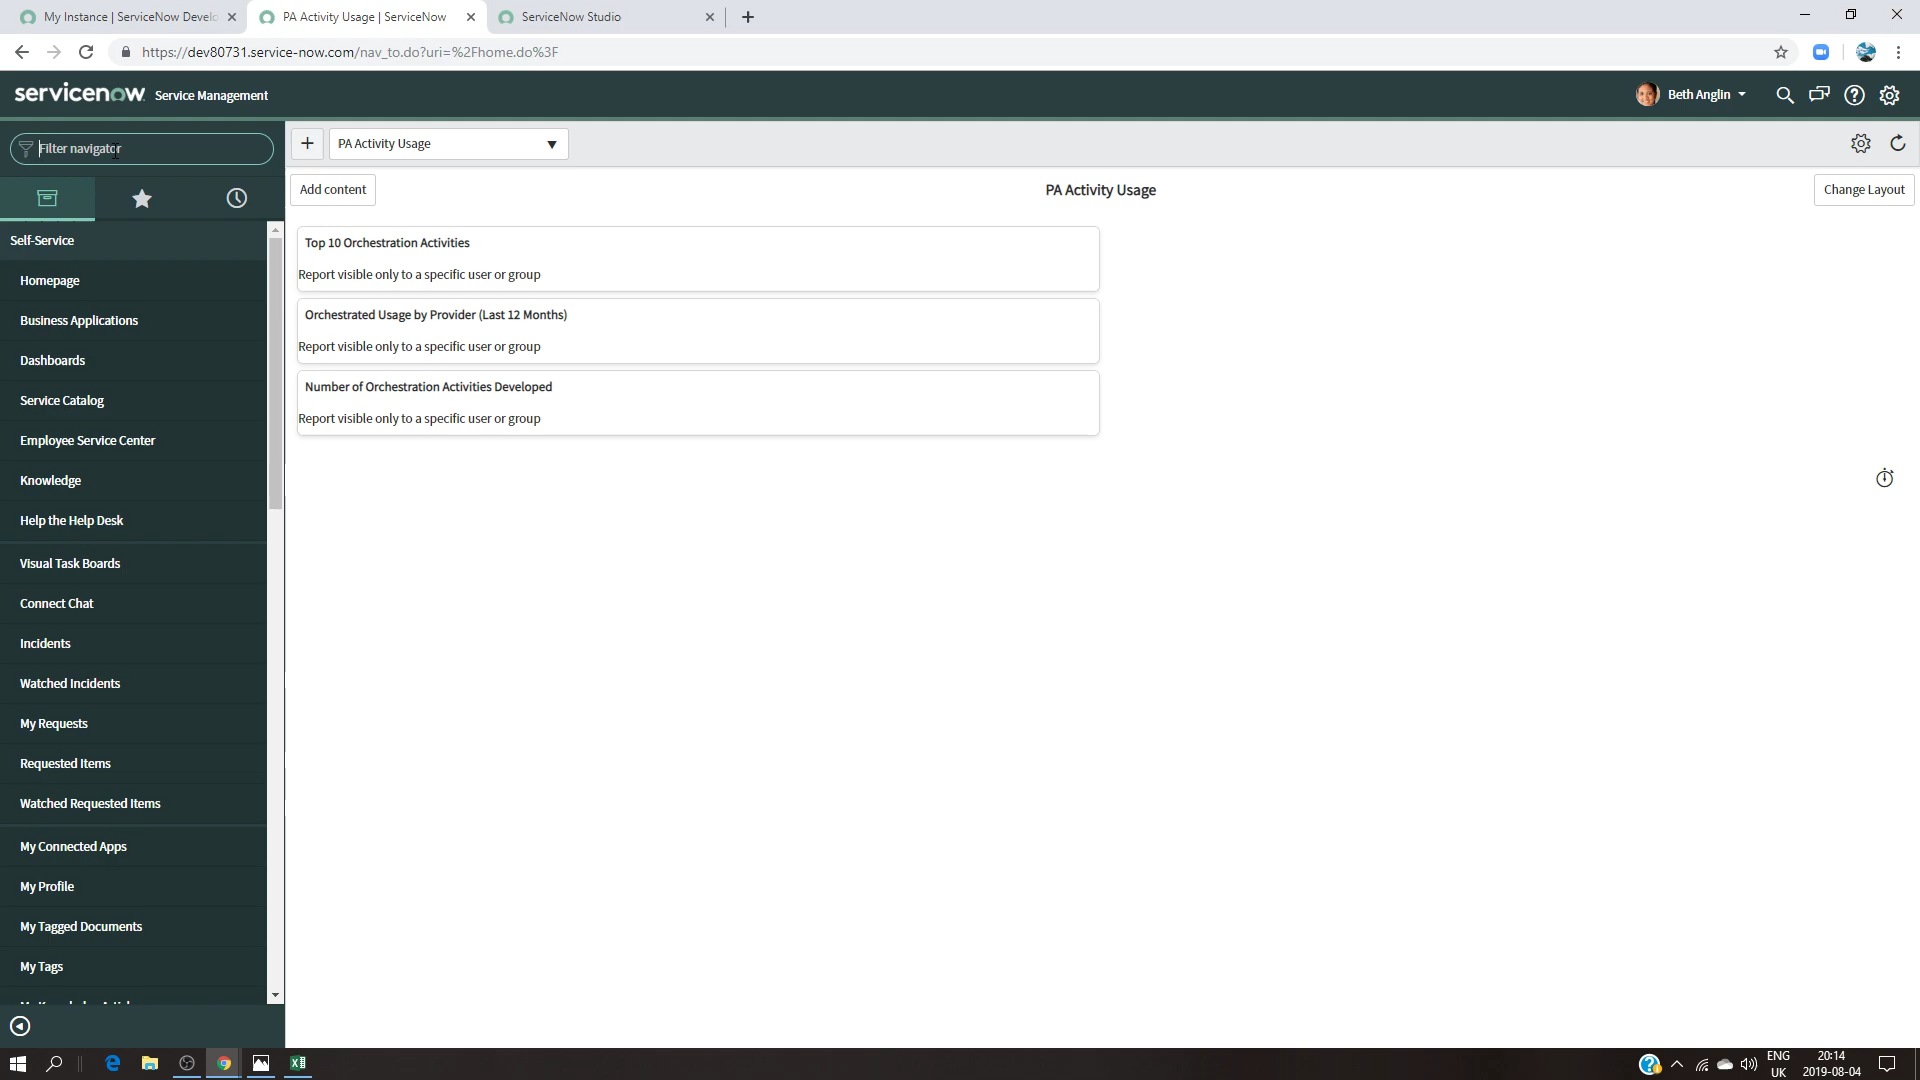 My Instance | ServiceNow Develo
PA Activity Usage | ServiceNow
ServiceNow Studio
https://dev80731.service-now.com/nav_to.do?uri=%2Fhome.do%3F
servicenow Service Management
Beth Anglin
Filter navigator
PA Activity Usage
Add content
PA Activity Usage
Change Layout
Self-Service
Homepage
Business Applications
Dashboards
Service Catalog
Employee Service Center
Knowledge
Help the Help Desk
Visual Task Boards
Connect Chat
Incidents
Watched Incidents
My Requests
Requested Items
Watched Requested Items
My Connected Apps
My Profile
My Tagged Documents
My Tags
Top 10 Orchestration Activities
Report visible only to a specific user or group
Orchestrated Usage by Provider (Last 12 Months)
Report visible only to a specific user or group
Number of Orchestration Activities Developed
Report visible only to a specific user or group
ENG
UK
20:14
2019-08-04